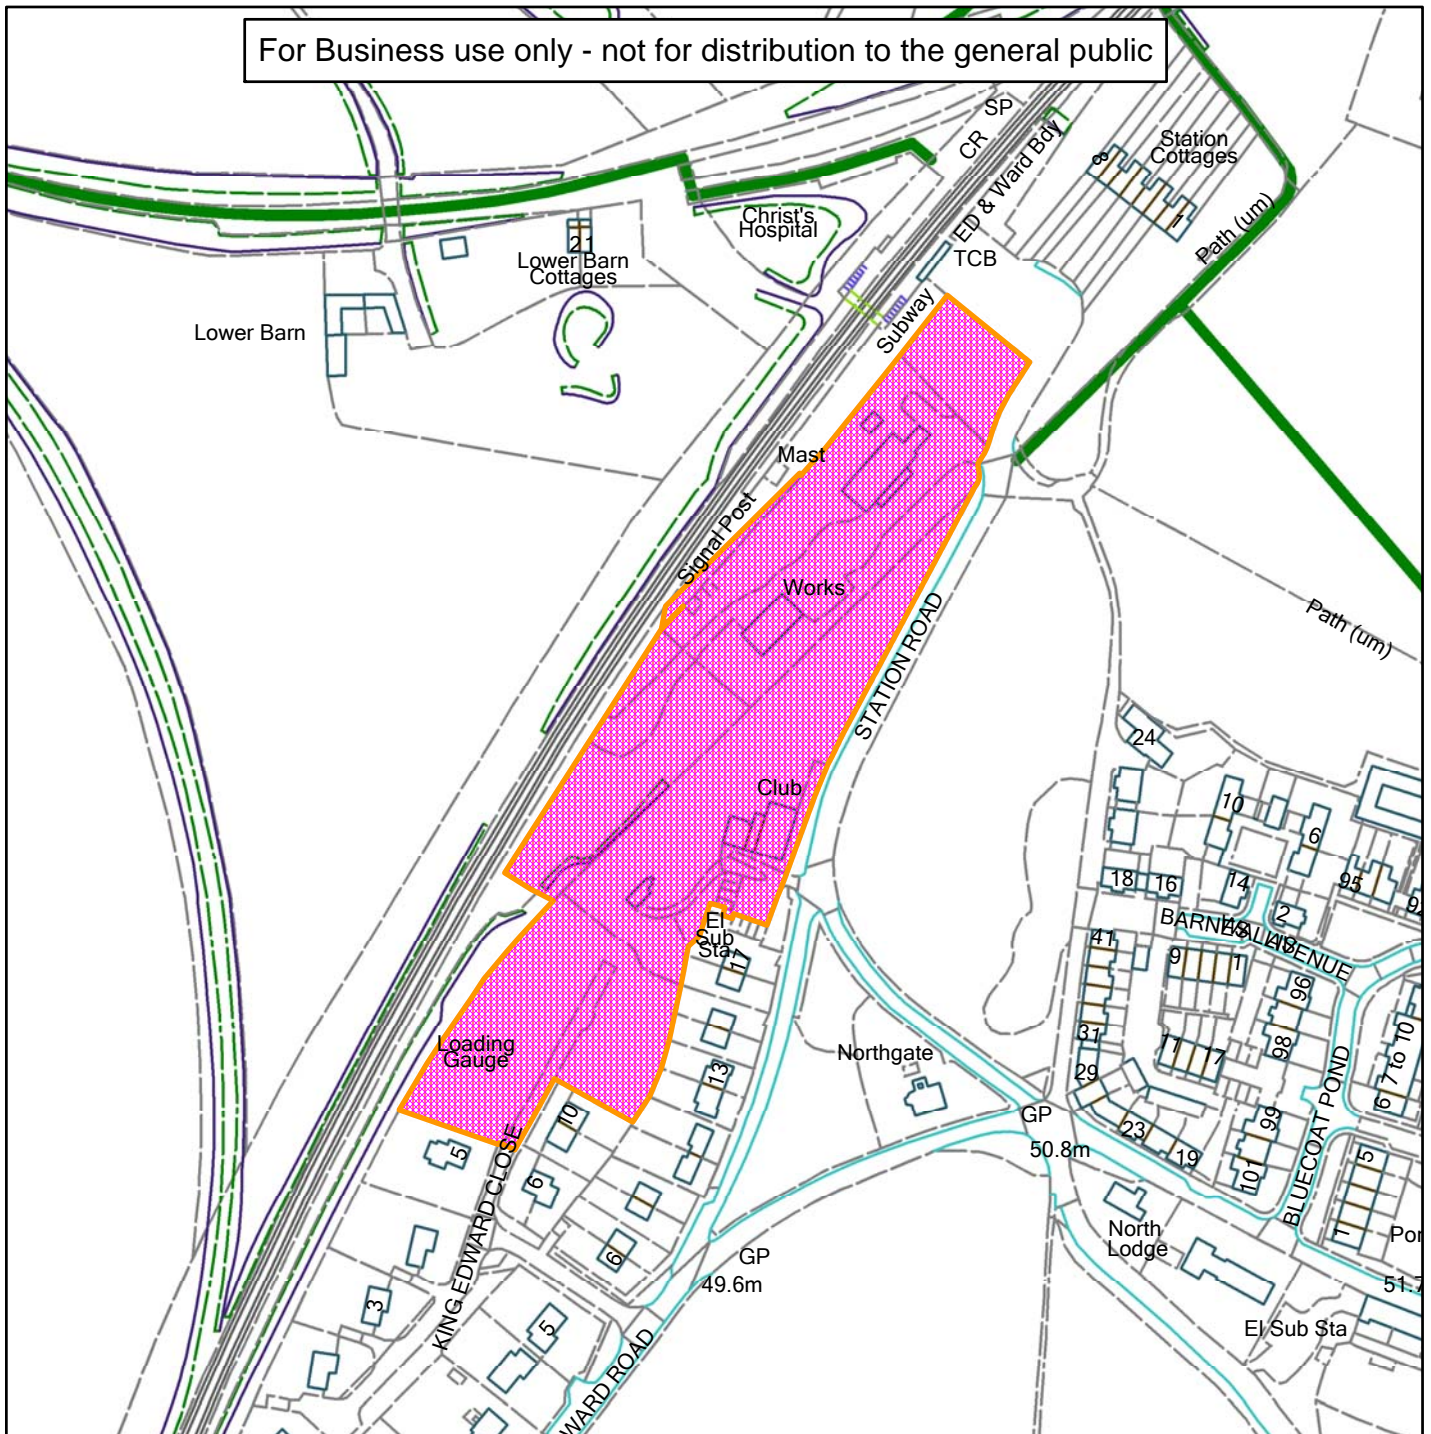 For Business use only - not for distribution to the general public
SP
CR
ED & Ward Bdy
Station
Cottages
8
1
Path (um)
Christ's
Hospital
TCB
21
Lower Barn
Cottages
Lower Barn
Subway
Mast
Signal Post
Works
STATION ROAD
Path (um)
24
Club
10
6
18
16
14
2
95
El
Sub
Sta
17
41
9
1
AVENUE
96
31
11
17
98
29
Loading
Gauge
Northgate
13
10
GP
50.8m
23
19
99
101
BLUECOAT POND
6 7 to 10
5
1
5
6
KING EDWARD CLOSE
6
GP
49.6m
North
Lodge
3
5
El Sub Sta
WARD ROAD